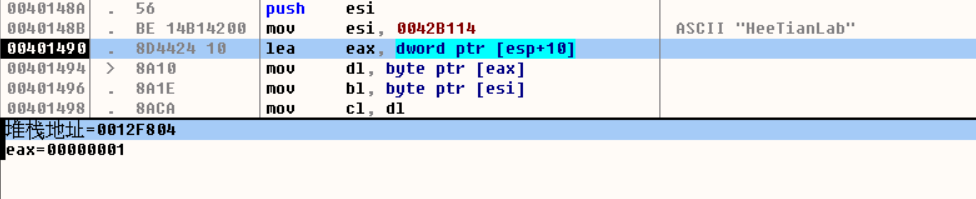 0040148A . 56 push esi
0040148B . BE 14B14200 mov esi, 0042B114 ASCII "HeeTianLab"
00401490 . 8D4424 10 lea eax, dword ptr [esp+10]
00401494 > 8A10 mov dl, byte ptr [eax]
00401496 . 8A1E mov bl, byte ptr [esi]
00401498 . 8ACA mov cl, dl
堆栈地址=0012F804
eax=00000001